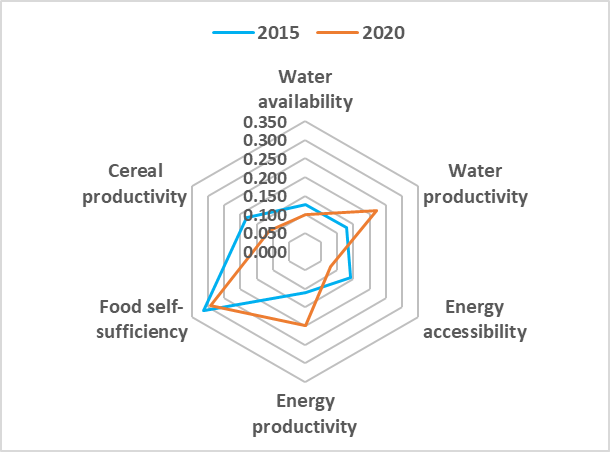 2015 2020
Water
availability
0.350
0.300
0.250
0.200
0.150
0.100
0.050
0.000
Cereal
productivity
Water
productivity
Food self-
sufficiency
Energy
accessibility
Energy
productivity